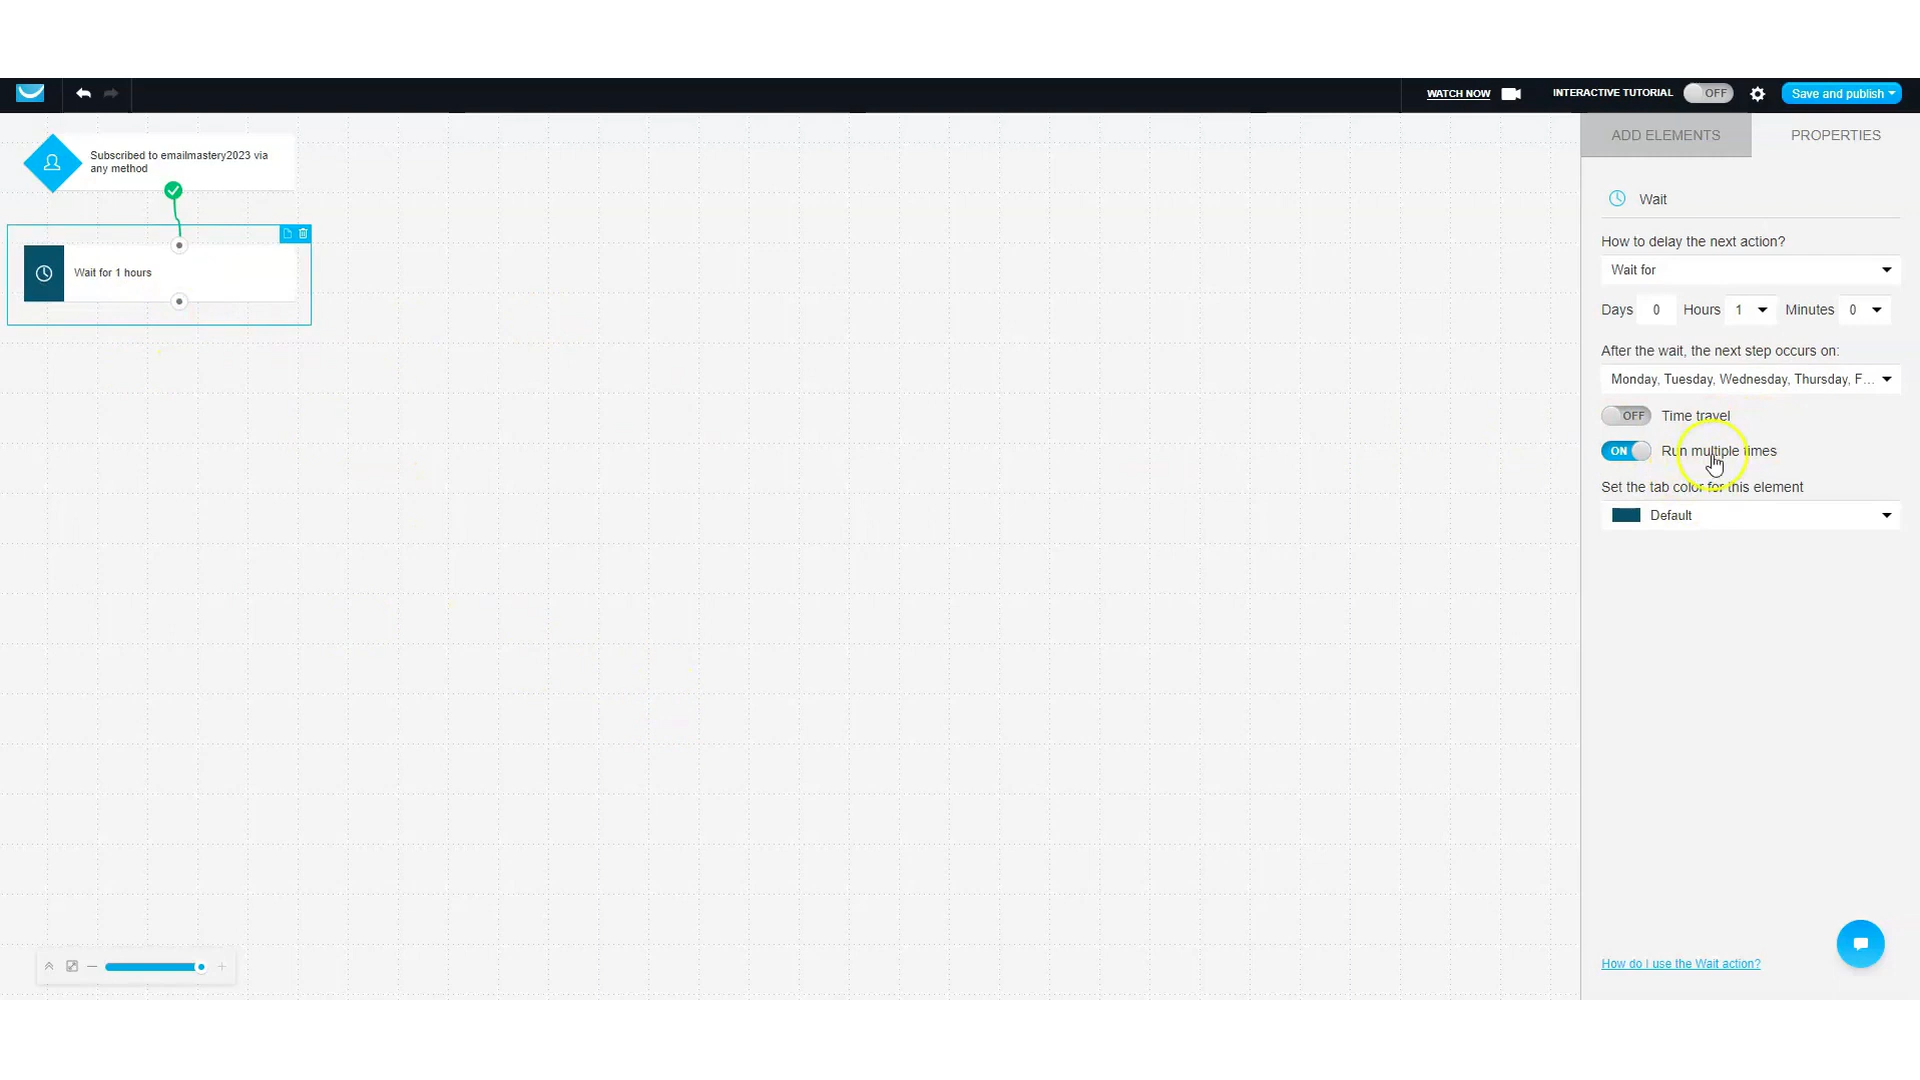 WATCH NOW
INTERACTIVE TUTORIAL
OFF
Save and publish
Subscribed to emailmastery2023 via
any method
Wait for 1 hours
ADD ELEMENTS
PROPERTIES
Wait
How to delay the next action?
Wait for
Days 0 Hours 1 Minutes 0
After the wait, the next step occurs on:
Monday, Tuesday, Wednesday, Thursday, F...
OFF Time travel
ON Run multiple times
Set the tab color for this element
Default
How do I use the Wait action?